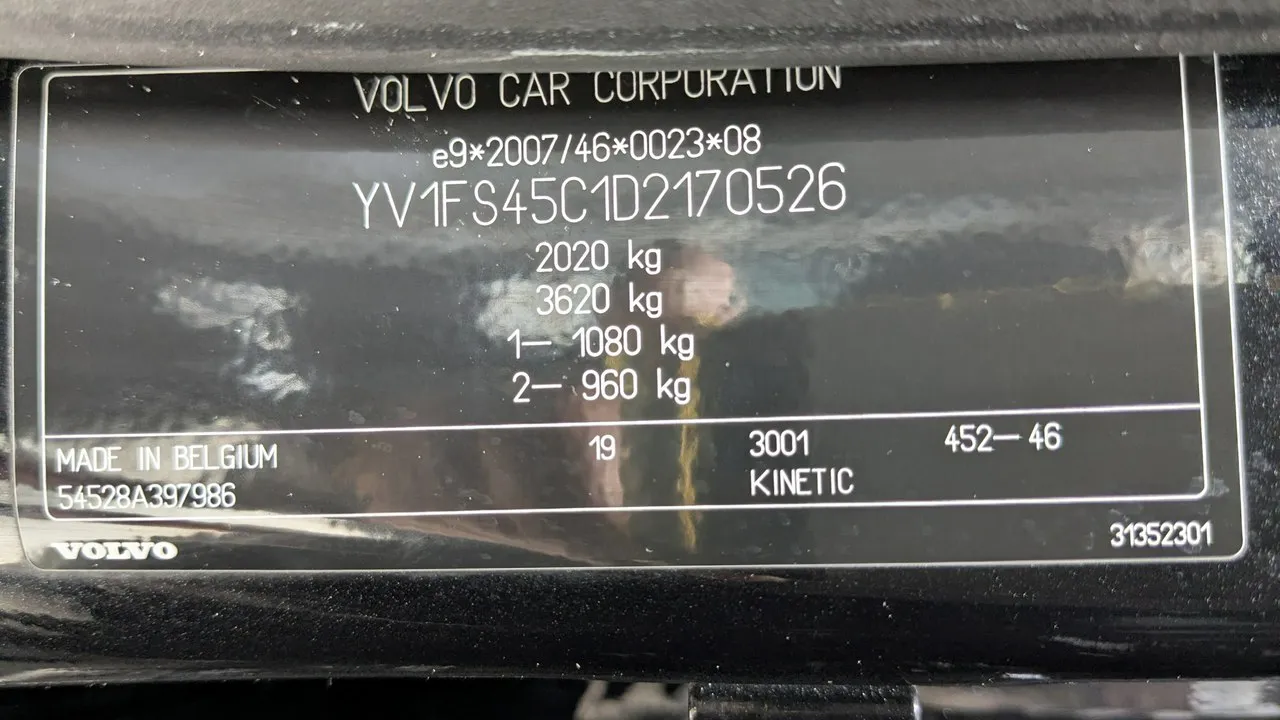 VOLVO CAR CORPORATION
e9*2007/46*0023*08
YV1FS45C1D2170526
2020 kg
3620 kg
1— 1080 kg
2— 960 kg
MADE IN BELGIUM 19 3001 452—46
54528A397986 KINETIC
VOLVO 31352301